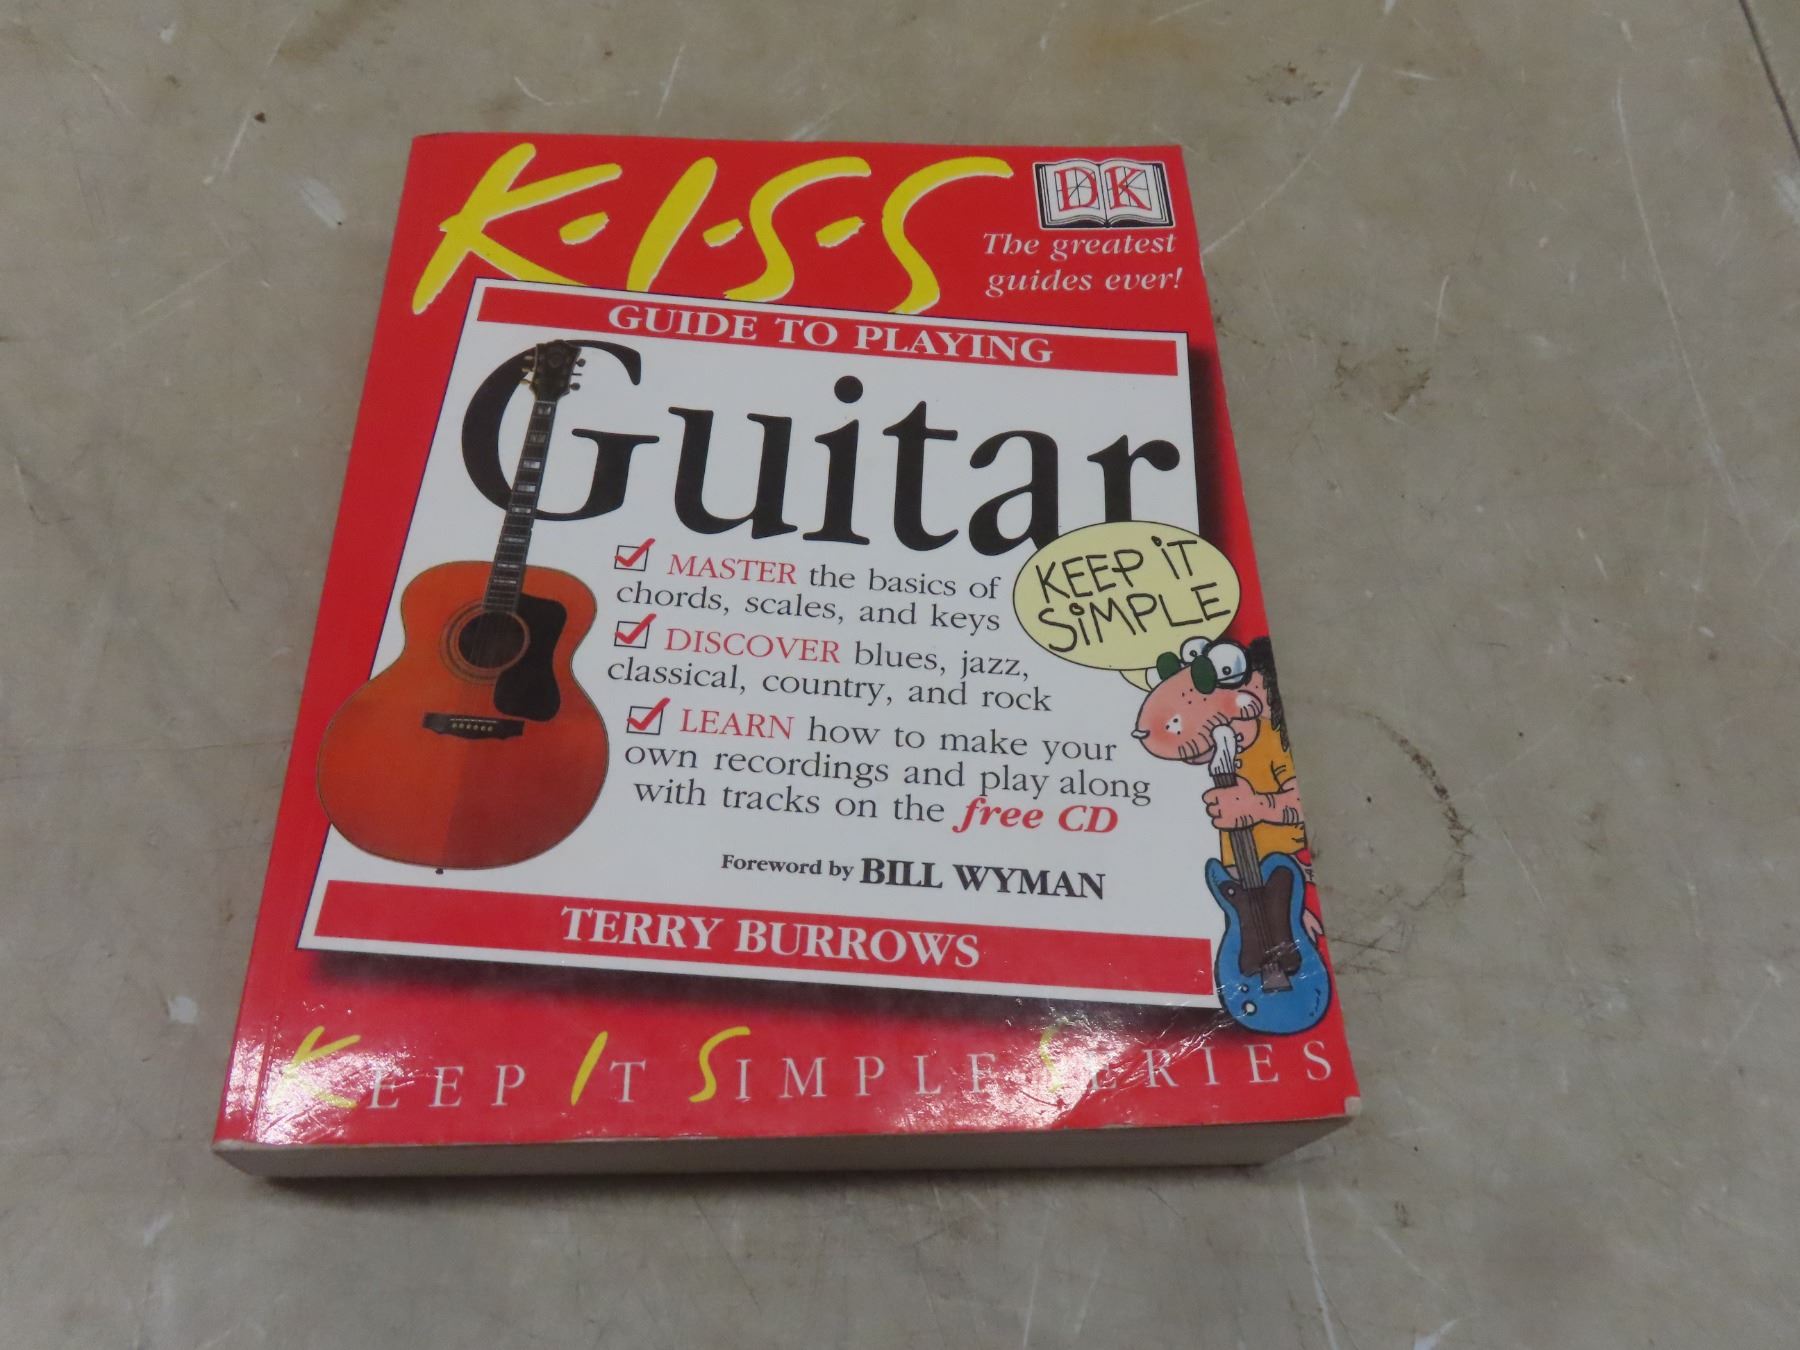 K·I·S·S
DK
The greatest
guides ever!
GUIDE TO PLAYING
Guitar
MASTER the basics of
chords, scales, and keys
KEEP iT
SiMPLE
DISCOVER blues, jazz,
classical, country, and rock
LEARN how to make your
own recordings and play along
with tracks on the free CD
Foreword by BILL WYMAN
TERRY BURROWS
KEEP IT SIMPLE SERIES